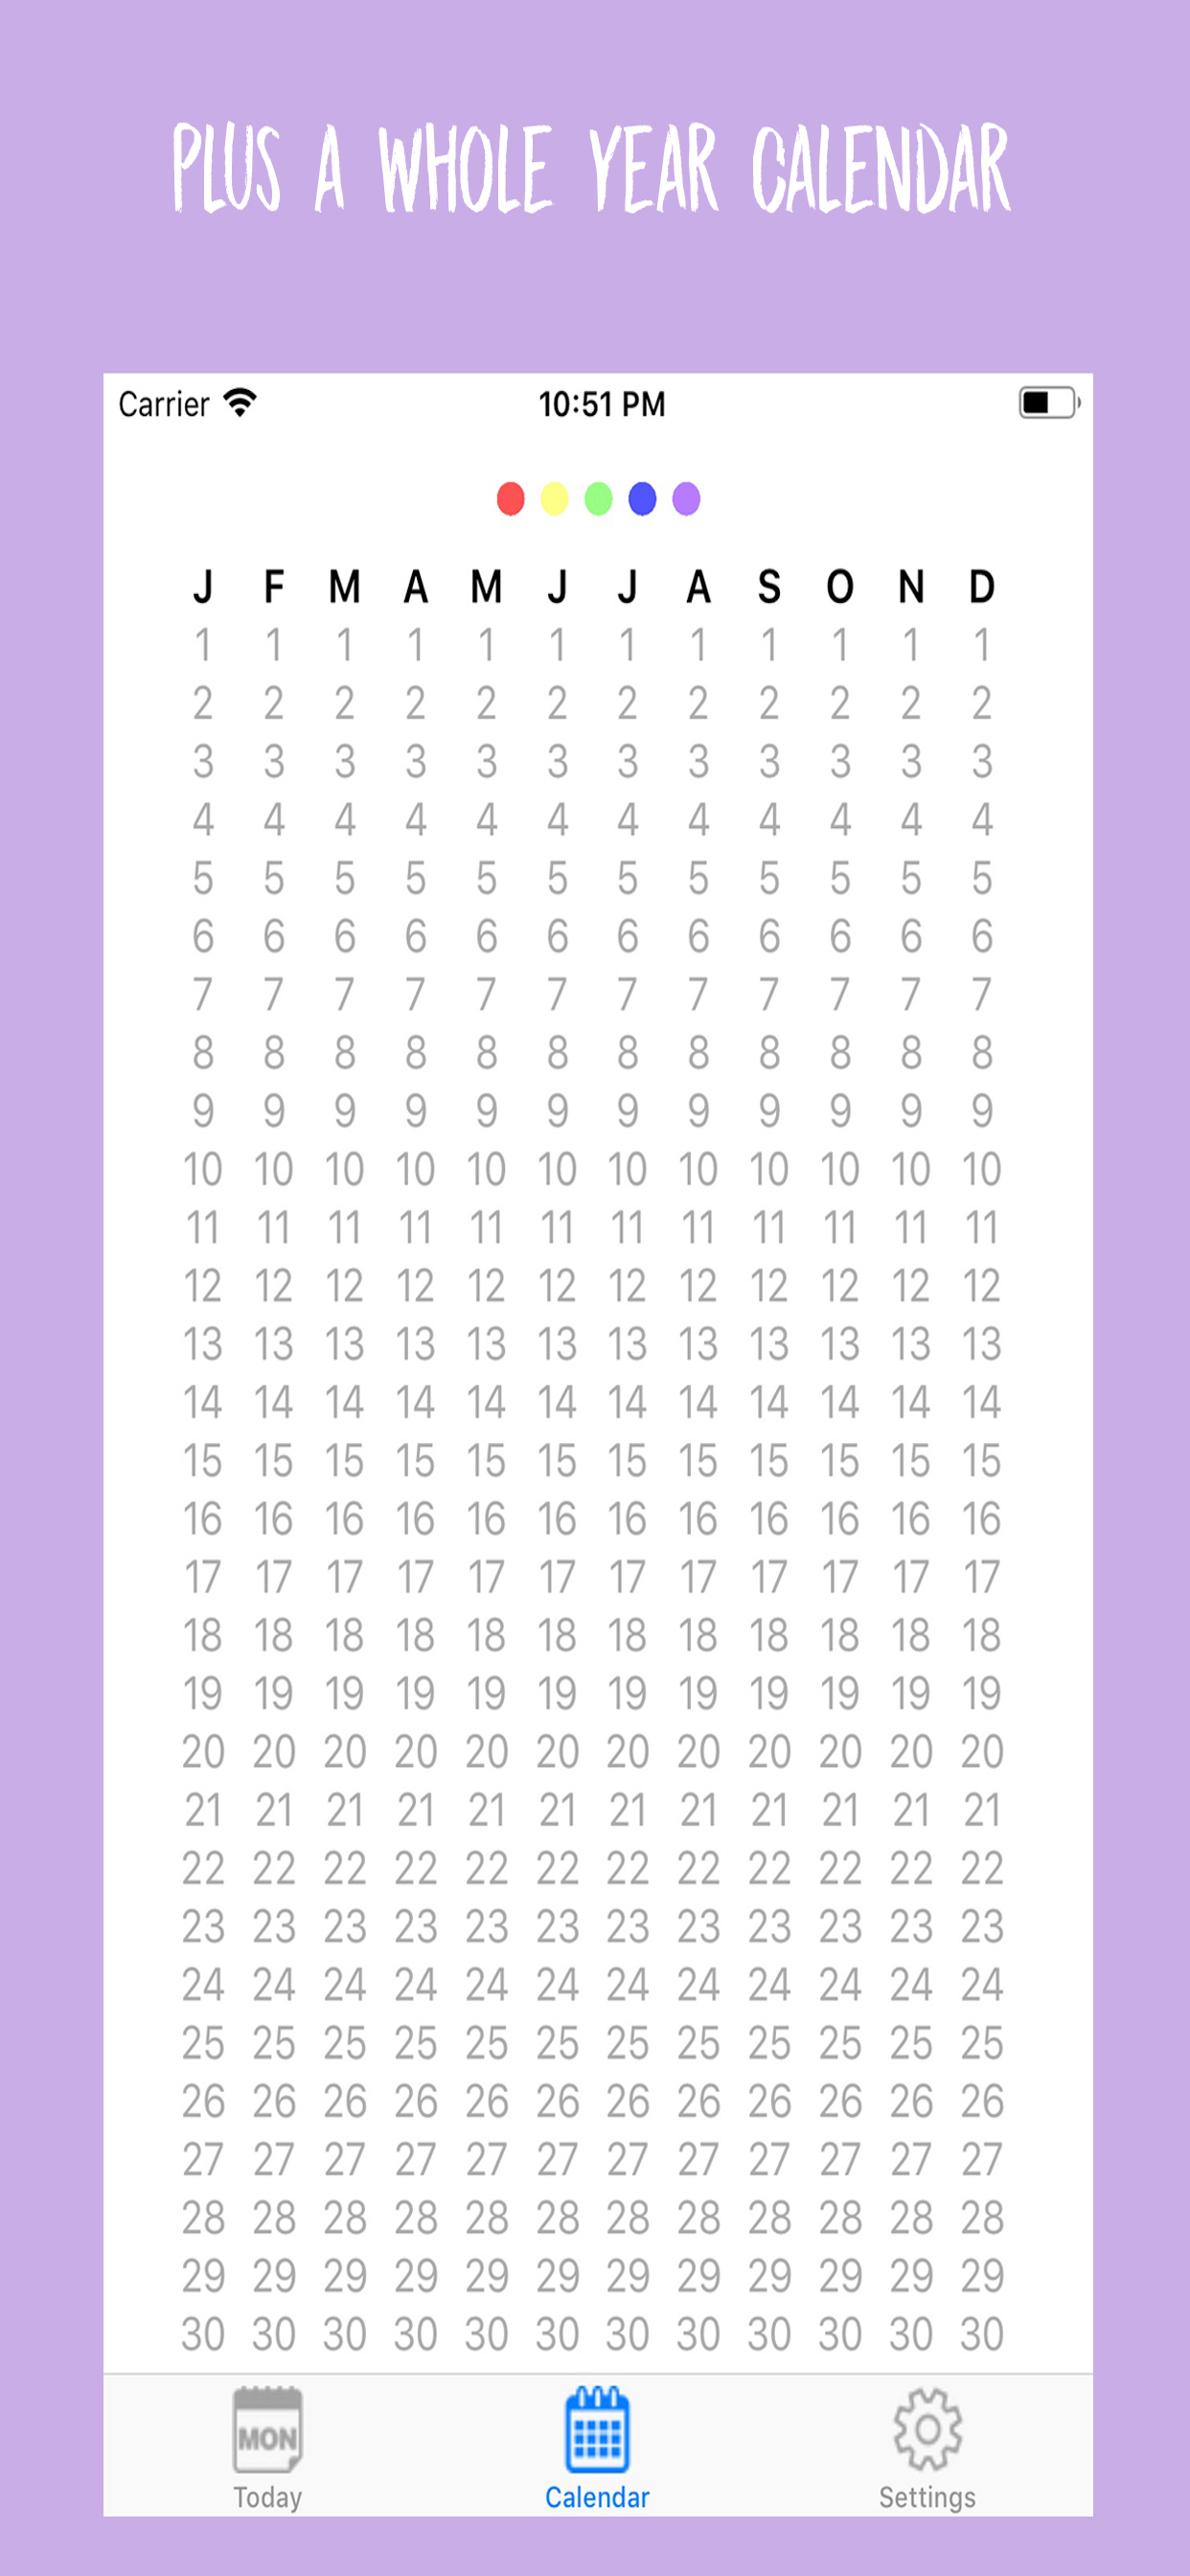 PLUS A WHOLE YEAR CALENDAR
Carrier 10:51 PM
J F M A M J J A S O N D
1 1 1 1 1 1 1 1 1 1 1 1
2 2 2 2 2 2 2 2 2 2 2 2
3 3 3 3 3 3 3 3 3 3 3 3
4 4 4 4 4 4 4 4 4 4 4 4
5 5 5 5 5 5 5 5 5 5 5 5
6 6 6 6 6 6 6 6 6 6 6 6
7 7 7 7 7 7 7 7 7 7 7 7
8 8 8 8 8 8 8 8 8 8 8 8
9 9 9 9 9 9 9 9 9 9 9 9
10 10 10 10 10 10 10 10 10 10 10 10
11 11 11 11 11 11 11 11 11 11 11 11
12 12 12 12 12 12 12 12 12 12 12 12
13 13 13 13 13 13 13 13 13 13 13 13
14 14 14 14 14 14 14 14 14 14 14 14
15 15 15 15 15 15 15 15 15 15 15 15
16 16 16 16 16 16 16 16 16 16 16 16
17 17 17 17 17 17 17 17 17 17 17 17
18 18 18 18 18 18 18 18 18 18 18 18
19 19 19 19 19 19 19 19 19 19 19 19
20 20 20 20 20 20 20 20 20 20 20 20
21 21 21 21 21 21 21 21 21 21 21 21
22 22 22 22 22 22 22 22 22 22 22 22
23 23 23 23 23 23 23 23 23 23 23 23
24 24 24 24 24 24 24 24 24 24 24 24
25 25 25 25 25 25 25 25 25 25 25 25
26 26 26 26 26 26 26 26 26 26 26 26
27 27 27 27 27 27 27 27 27 27 27 27
28 28 28 28 28 28 28 28 28 28 28 28
29 29 29 29 29 29 29 29 29 29 29 29
30 30 30 30 30 30 30 30 30 30 30 30
MON
Today Calendar Settings